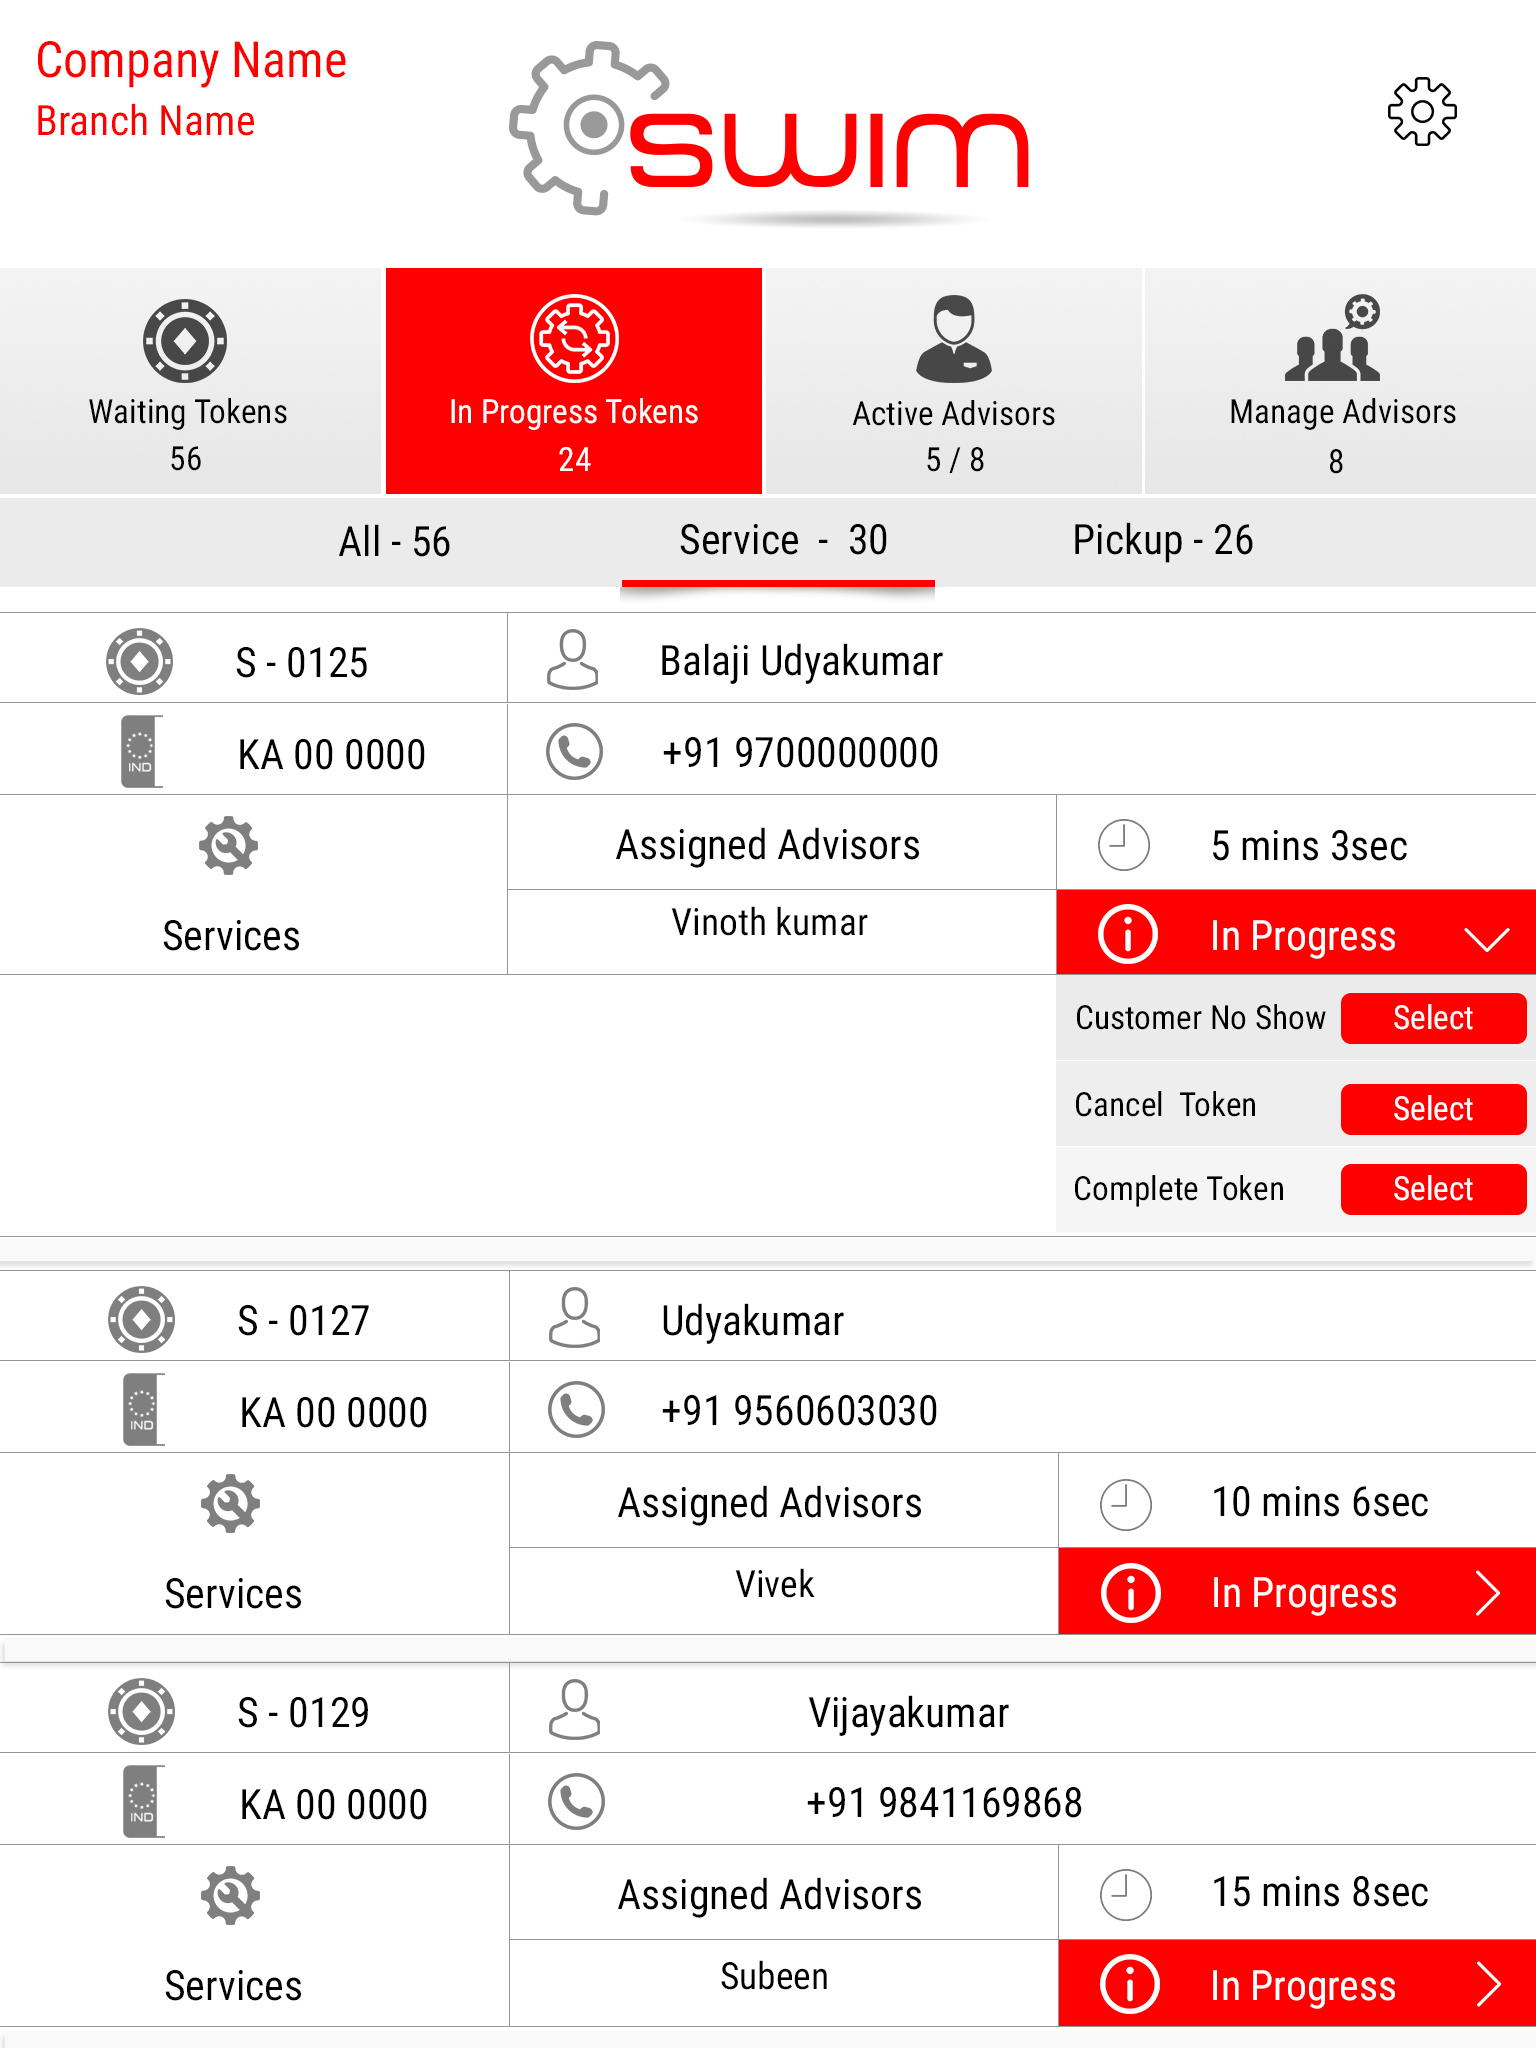 Company Name
Branch Name
swim
Waiting Tokens
56
In Progress Tokens
24
Active Advisors
5 / 8
Manage Advisors
8
All - 56
Service - 30
Pickup - 26
S - 0125
Balaji Udyakumar
IND
KA 00 0000
+91 9700000000
Services
Assigned Advisors
5 mins 3sec
Vinoth kumar
In Progress
Customer No Show
Select
Cancel Token
Select
Complete Token
Select
S - 0127
Udyakumar
IND
KA 00 0000
+91 9560603030
Services
Assigned Advisors
10 mins 6sec
Vivek
In Progress
S - 0129
Vijayakumar
IND
KA 00 0000
+91 9841169868
Services
Assigned Advisors
15 mins 8sec
Subeen
In Progress